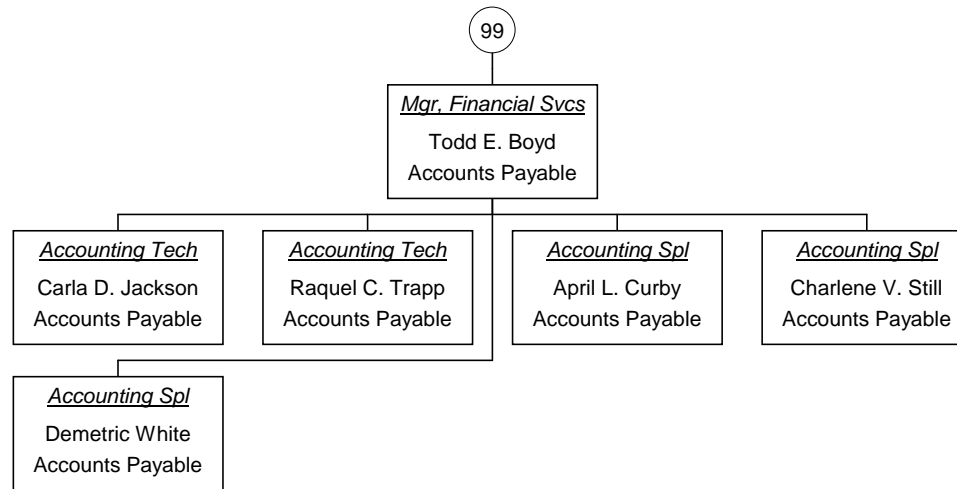 99
Mgr, Financial Svcs
Todd E. Boyd
Accounts Payable
Accounting Tech
Carla D. Jackson
Accounts Payable
Accounting Tech
Raquel C. Trapp
Accounts Payable
Accounting Spl
April L. Curby
Accounts Payable
Accounting Spl
Charlene V. Still
Accounts Payable
Accounting Spl
Demetric White
Accounts Payable